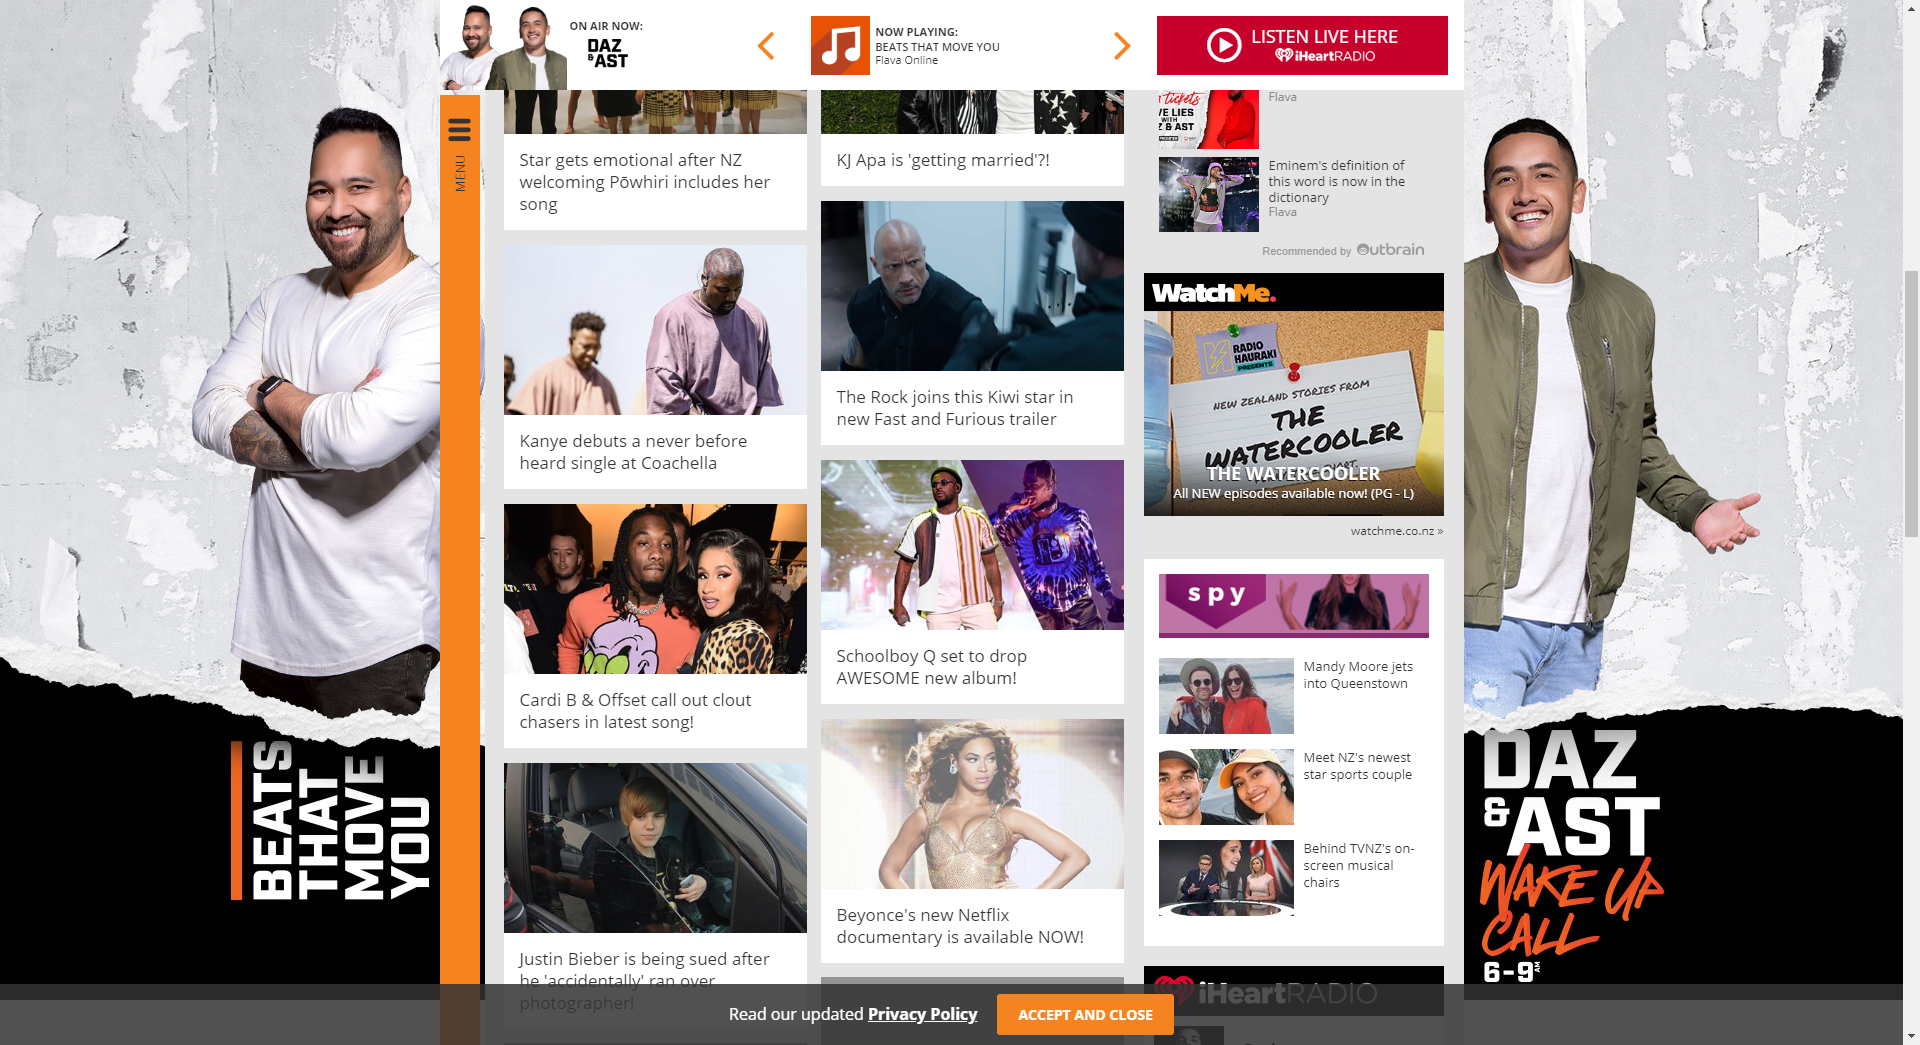 ON AIR NOW:
DAZ
&AST
NOW PLAYING:
BEATS THAT MOVE YOU
Flava Online
LISTEN LIVE HERE
iHeartRADIO
MENU
Star gets emotional after NZ
welcoming Pōwhiri includes her
song
Kanye debuts a never before
heard single at Coachella
Cardi B & Offset call out clout
chasers in latest song!
Justin Bieber is being sued after
he 'accidentally' ran over
photographer!
KJ Apa is 'getting married'?!
The Rock joins this Kiwi star in
new Fast and Furious trailer
Schoolboy Q set to drop
AWESOME new album!
Beyonce's new Netflix
documentary is available NOW!
tickets
VE LIES
WITH
Z & AST
Flava
Eminem's definition of
this word is now in the
dictionary
Flava
Recommended by Outbrain
WatchMe.
RADIO
HAURAKI
PRESENTS
NEW ZEALAND STORIES FROM
THE
WATERCOOLER
THE WATERCOOLER
All NEW episodes available now! (PG - L)
watchme.co.nz »
spy
Mandy Moore jets
into Queenstown
Meet NZ's newest
star sports couple
Behind TVNZ's on-
screen musical
chairs
iHeartRADIO
BEATS
THAT
MOVE
YOU
DAZ
&AST
WAKE UP
CALL
6-9AM
Read our updated Privacy Policy
ACCEPT AND CLOSE